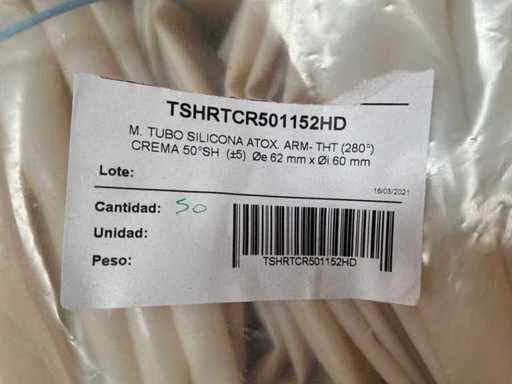 TSHRTCR501152HD
M. TUBO SILICONA ATOX. ARM- THT (280°)
CREMA 50°SH (±5) Øe 62 mm x Øi 60 mm
Lote:
16/03/2021
Cantidad: 50
Unidad:
Peso:
TSHRTCR501152HD